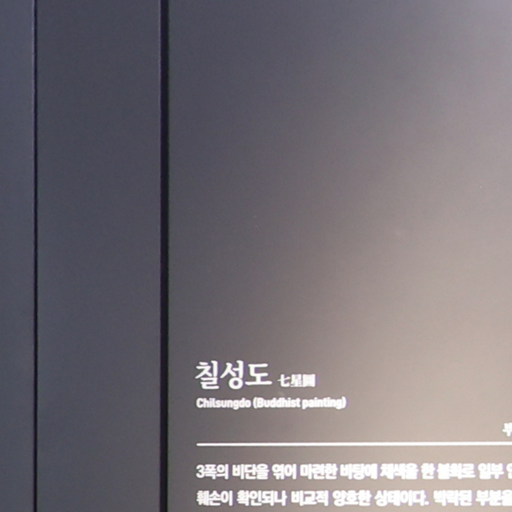 칠성도 七星圖
Chilsungdo (Buddhist painting)
3폭의 비단을 엮어 마련한 바탕에 채색을 한 불화로 일부
훼손이 확인되나 비교적 양호한 상태이다. 박락된 부분을